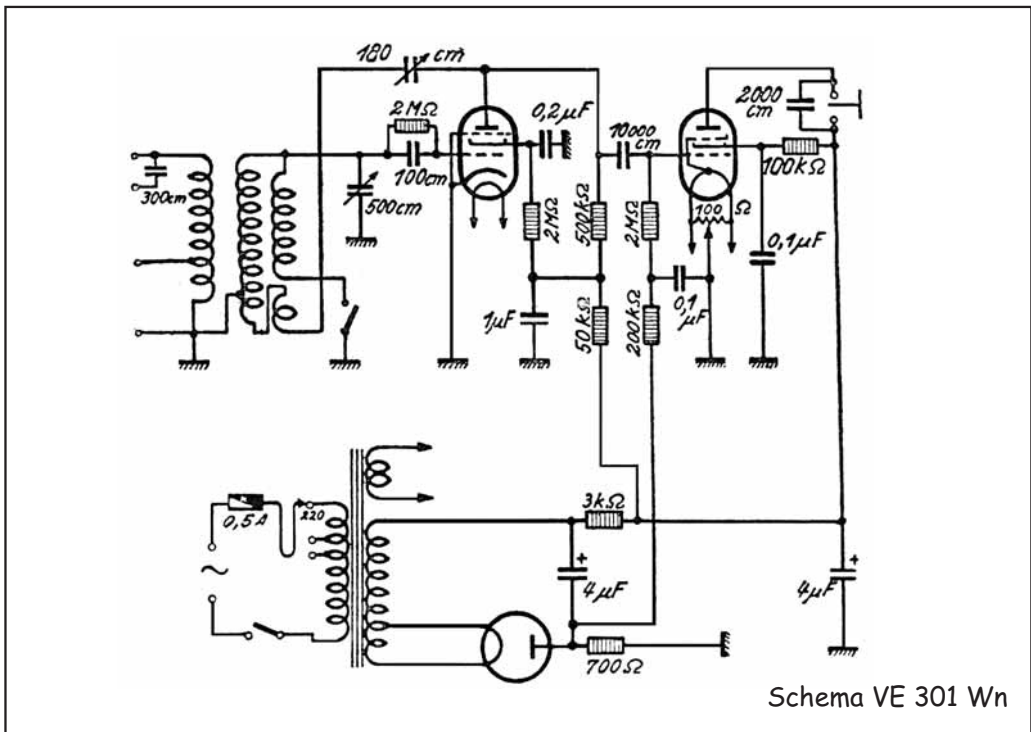 180 cm
2MΩ
0,2µF
100cm
300cm
500cm
2MΩ
1µF
500kΩ
50kΩ
10000
cm
2MΩ
200kΩ
0,1
µF
100 Ω
2000
cm
100kΩ
0,1µF
0,5A
220
~
3kΩ
+
4µF
700Ω
+
4µF
Schema VE 301 Wn